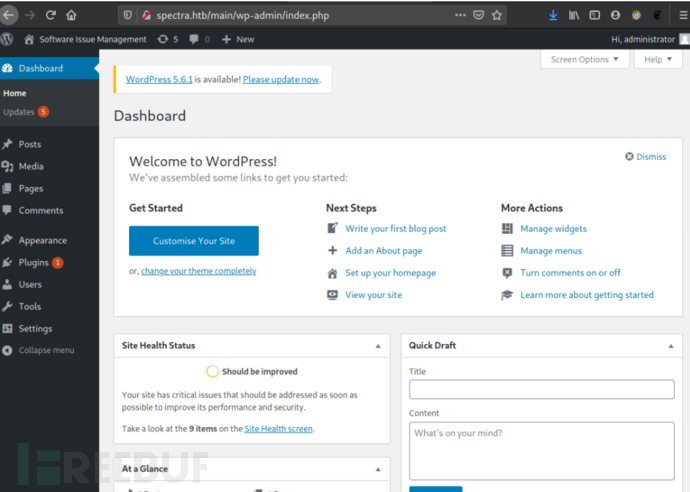 spectra.htb/main/wp-admin/index.php
Software Issue Management 5 0 New Hi, administrator
Dashboard
Home
Updates 5
Posts
Media
Pages
Comments
Appearance
Plugins 1
Users
Tools
Settings
Collapse menu
Screen Options Help
WordPress 5.6.1 is available! Please update now.
Dashboard
Welcome to WordPress!
Dismiss
We've assembled some links to get you started:
Get Started
Customise Your Site
or, change your theme completely
Next Steps
Write your first blog post
Add an About page
Set up your homepage
View your site
More Actions
Manage widgets
Manage menus
Turn comments on or off
Learn more about getting started
Site Health Status
Should be improved
Your site has critical issues that should be addressed as soon as
possible to improve its performance and security.
Take a look at the 9 items on the Site Health screen.
At a Glance
Quick Draft
Title
Content
What's on your mind?
FREEBUF